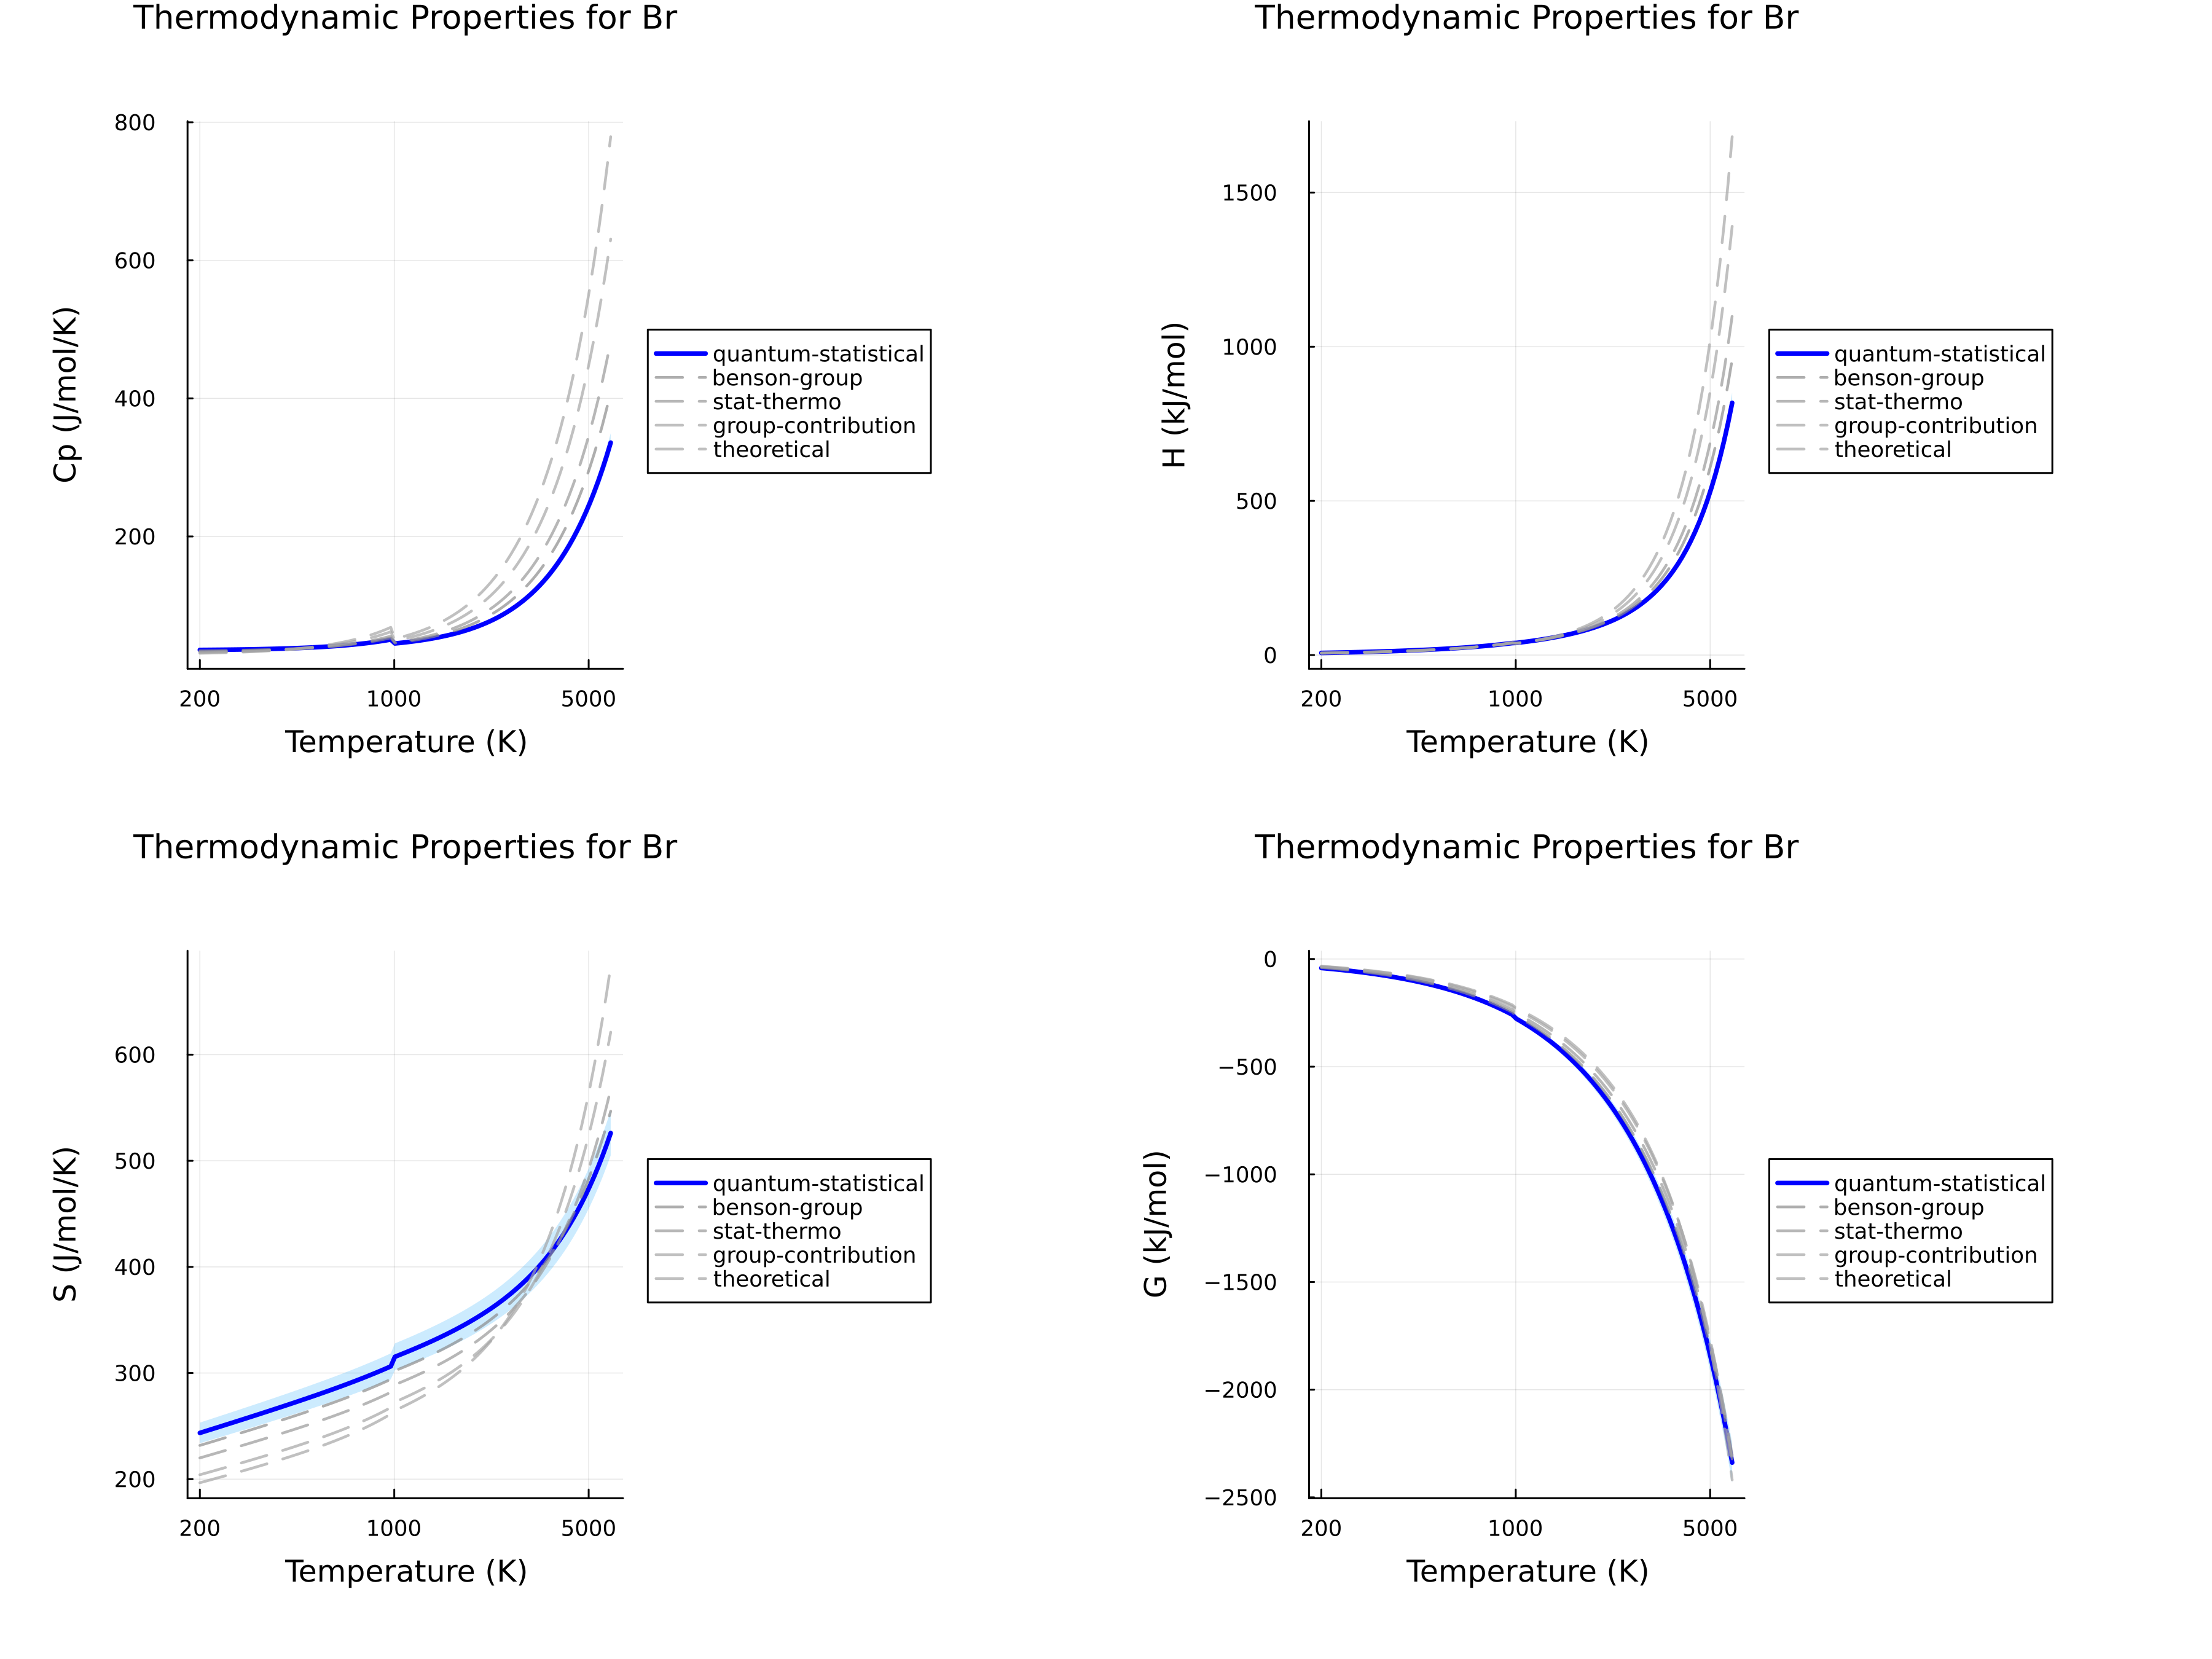 Thermodynamic Properties for Br
800
600
400
200
Cp (J/mol/K)
200 1000 5000
Temperature (K)
quantum-statistical
benson-group
stat-thermo
group-contribution
theoretical
Thermodynamic Properties for Br
1500
1000
500
0
H (kJ/mol)
200 1000 5000
Temperature (K)
quantum-statistical
benson-group
stat-thermo
group-contribution
theoretical
Thermodynamic Properties for Br
600
500
400
300
200
S (J/mol/K)
200 1000 5000
Temperature (K)
quantum-statistical
benson-group
stat-thermo
group-contribution
theoretical
Thermodynamic Properties for Br
0
−500
−1000
−1500
−2000
−2500
G (kJ/mol)
200 1000 5000
Temperature (K)
quantum-statistical
benson-group
stat-thermo
group-contribution
theoretical